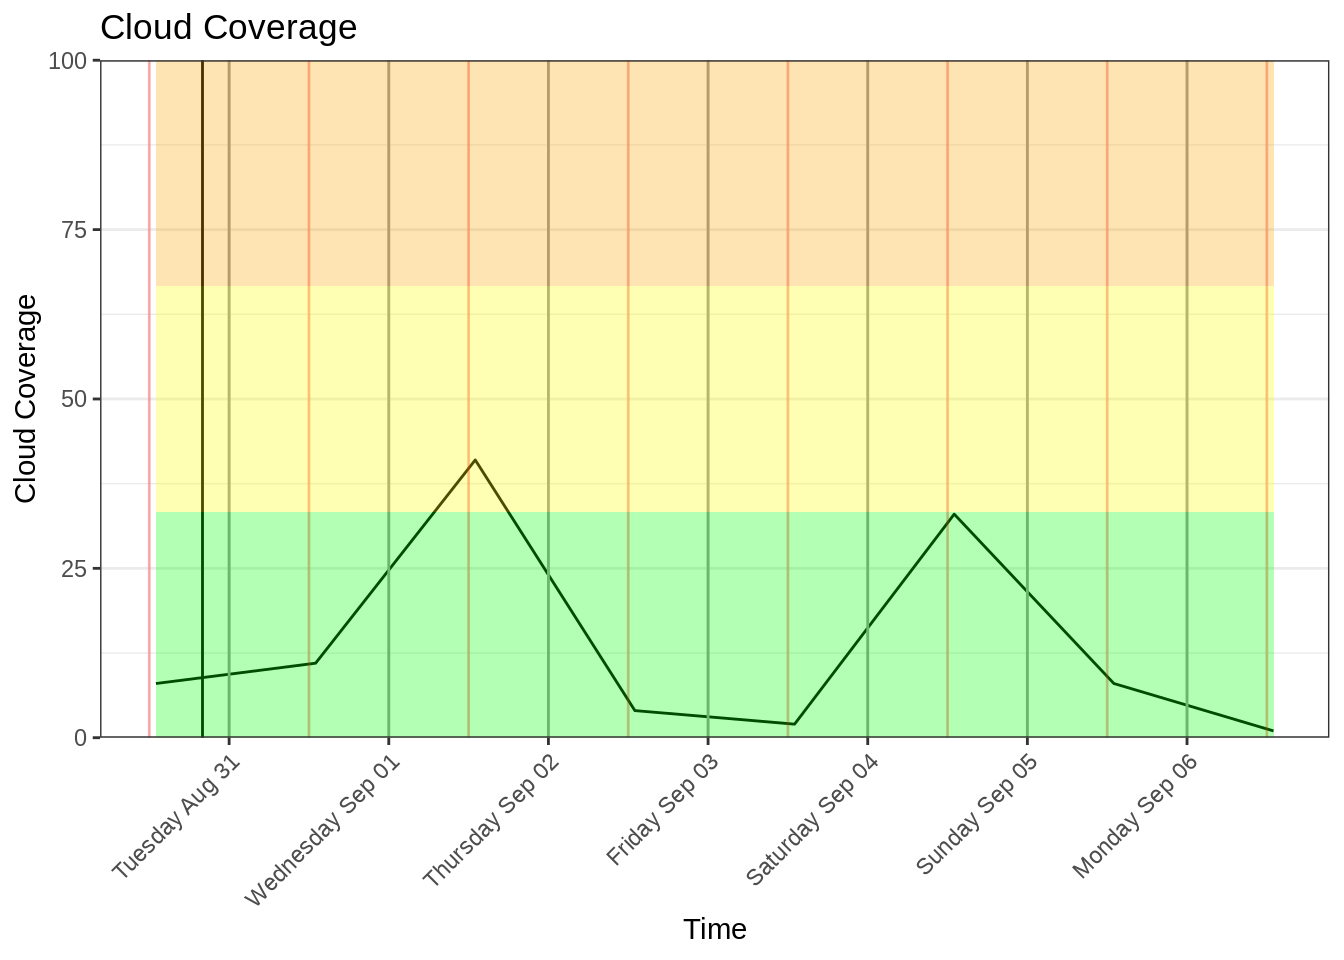 Cloud Coverage
100
75
50
25
0
Cloud Coverage
Tuesday Aug 31
Wednesday Sep 01
Thursday Sep 02
Friday Sep 03
Saturday Sep 04
Sunday Sep 05
Monday Sep 06
Time